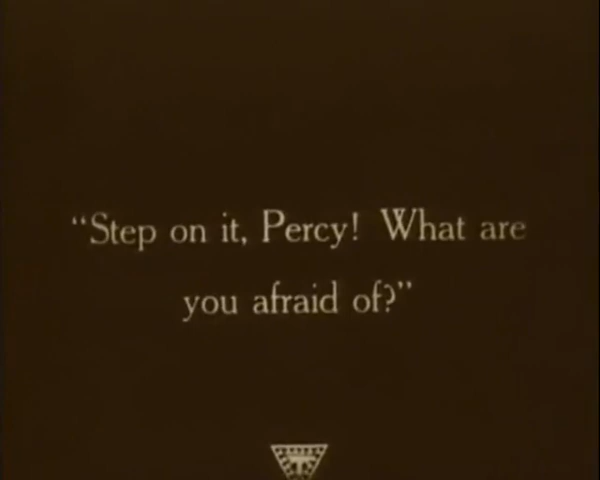 “Step on it, Percy! What are
you afraid of?”